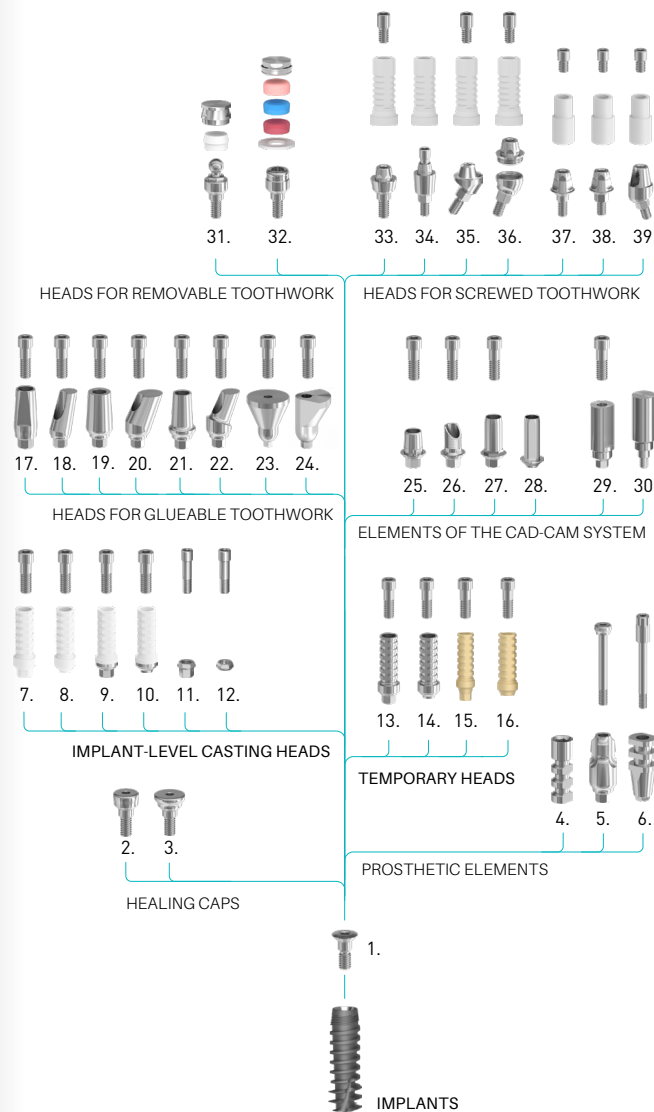 31. 32. 33. 34. 35. 36. 37. 38. 39
HEADS FOR REMOVABLE TOOTHWORK
HEADS FOR SCREWED TOOTHWORK
17. 18. 19. 20. 21. 22. 23. 24.
HEADS FOR GLUEABLE TOOTHWORK
25. 26. 27. 28. 29. 30
ELEMENTS OF THE CAD-CAM SYSTEM
7. 8. 9. 10. 11. 12.
IMPLANT-LEVEL CASTING HEADS
13. 14. 15. 16.
TEMPORARY HEADS
4. 5. 6.
PROSTHETIC ELEMENTS
2. 3.
HEALING CAPS
1.
IMPLANTS